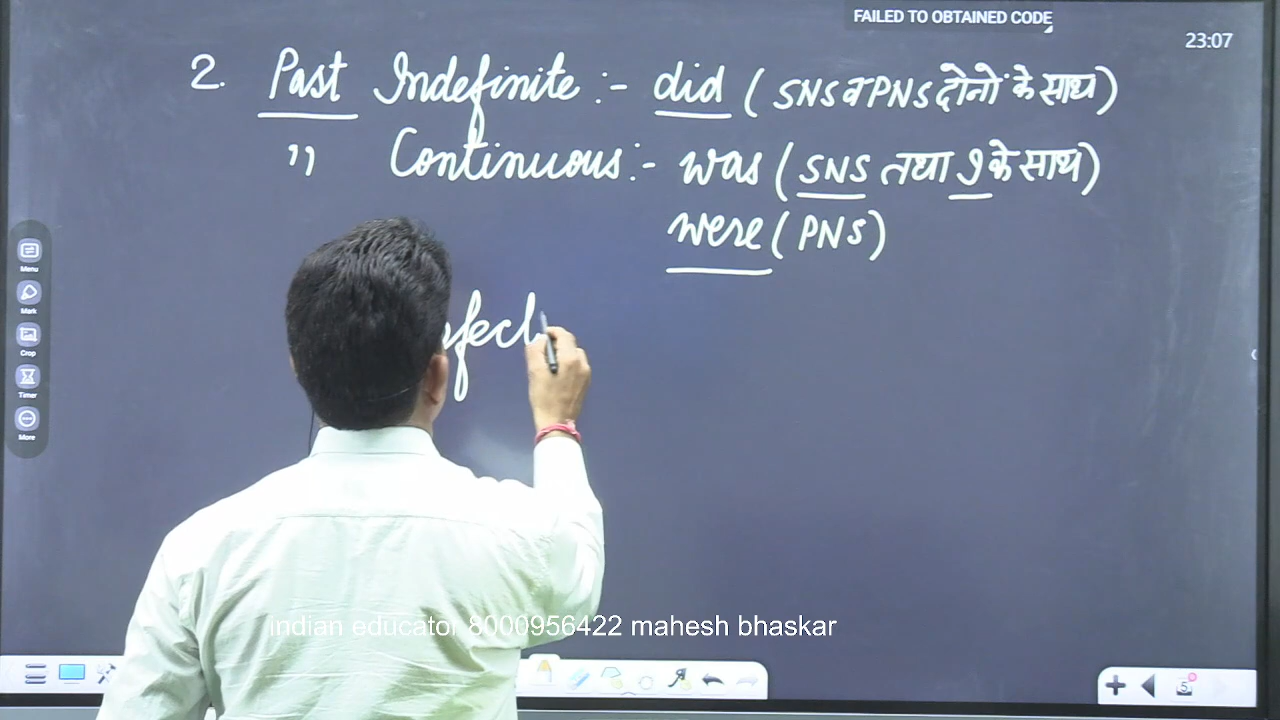 FAILED TO OBTAINED CODE
23:07
2. Past Indefinite :- did ( SNS व PNS दोनों के साथ )
" Continuous :- was ( SNS तथा I के साथ )
were ( PNS )
Menu
Mark
Crop
Timer
More
indian educator 8000956422 mahesh bhaskar
5